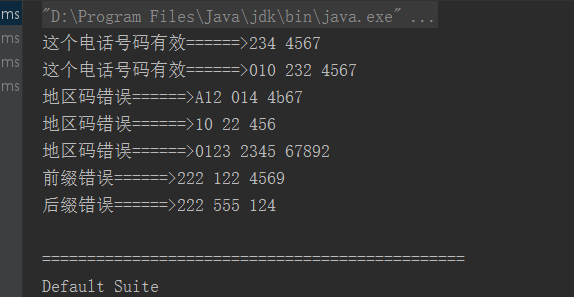 ms
ms
ms
ms
"D:\Program Files\Java\jdk\bin\java.exe" ...
这个电话号码有效======>234 4567
这个电话号码有效======>010 232 4567
地区码错误======>A12 014 4b67
地区码错误======>10 22 456
地区码错误======>0123 2345 67892
前缀错误======>222 122 4569
后缀错误======>222 555 124
===============================================
Default Suite